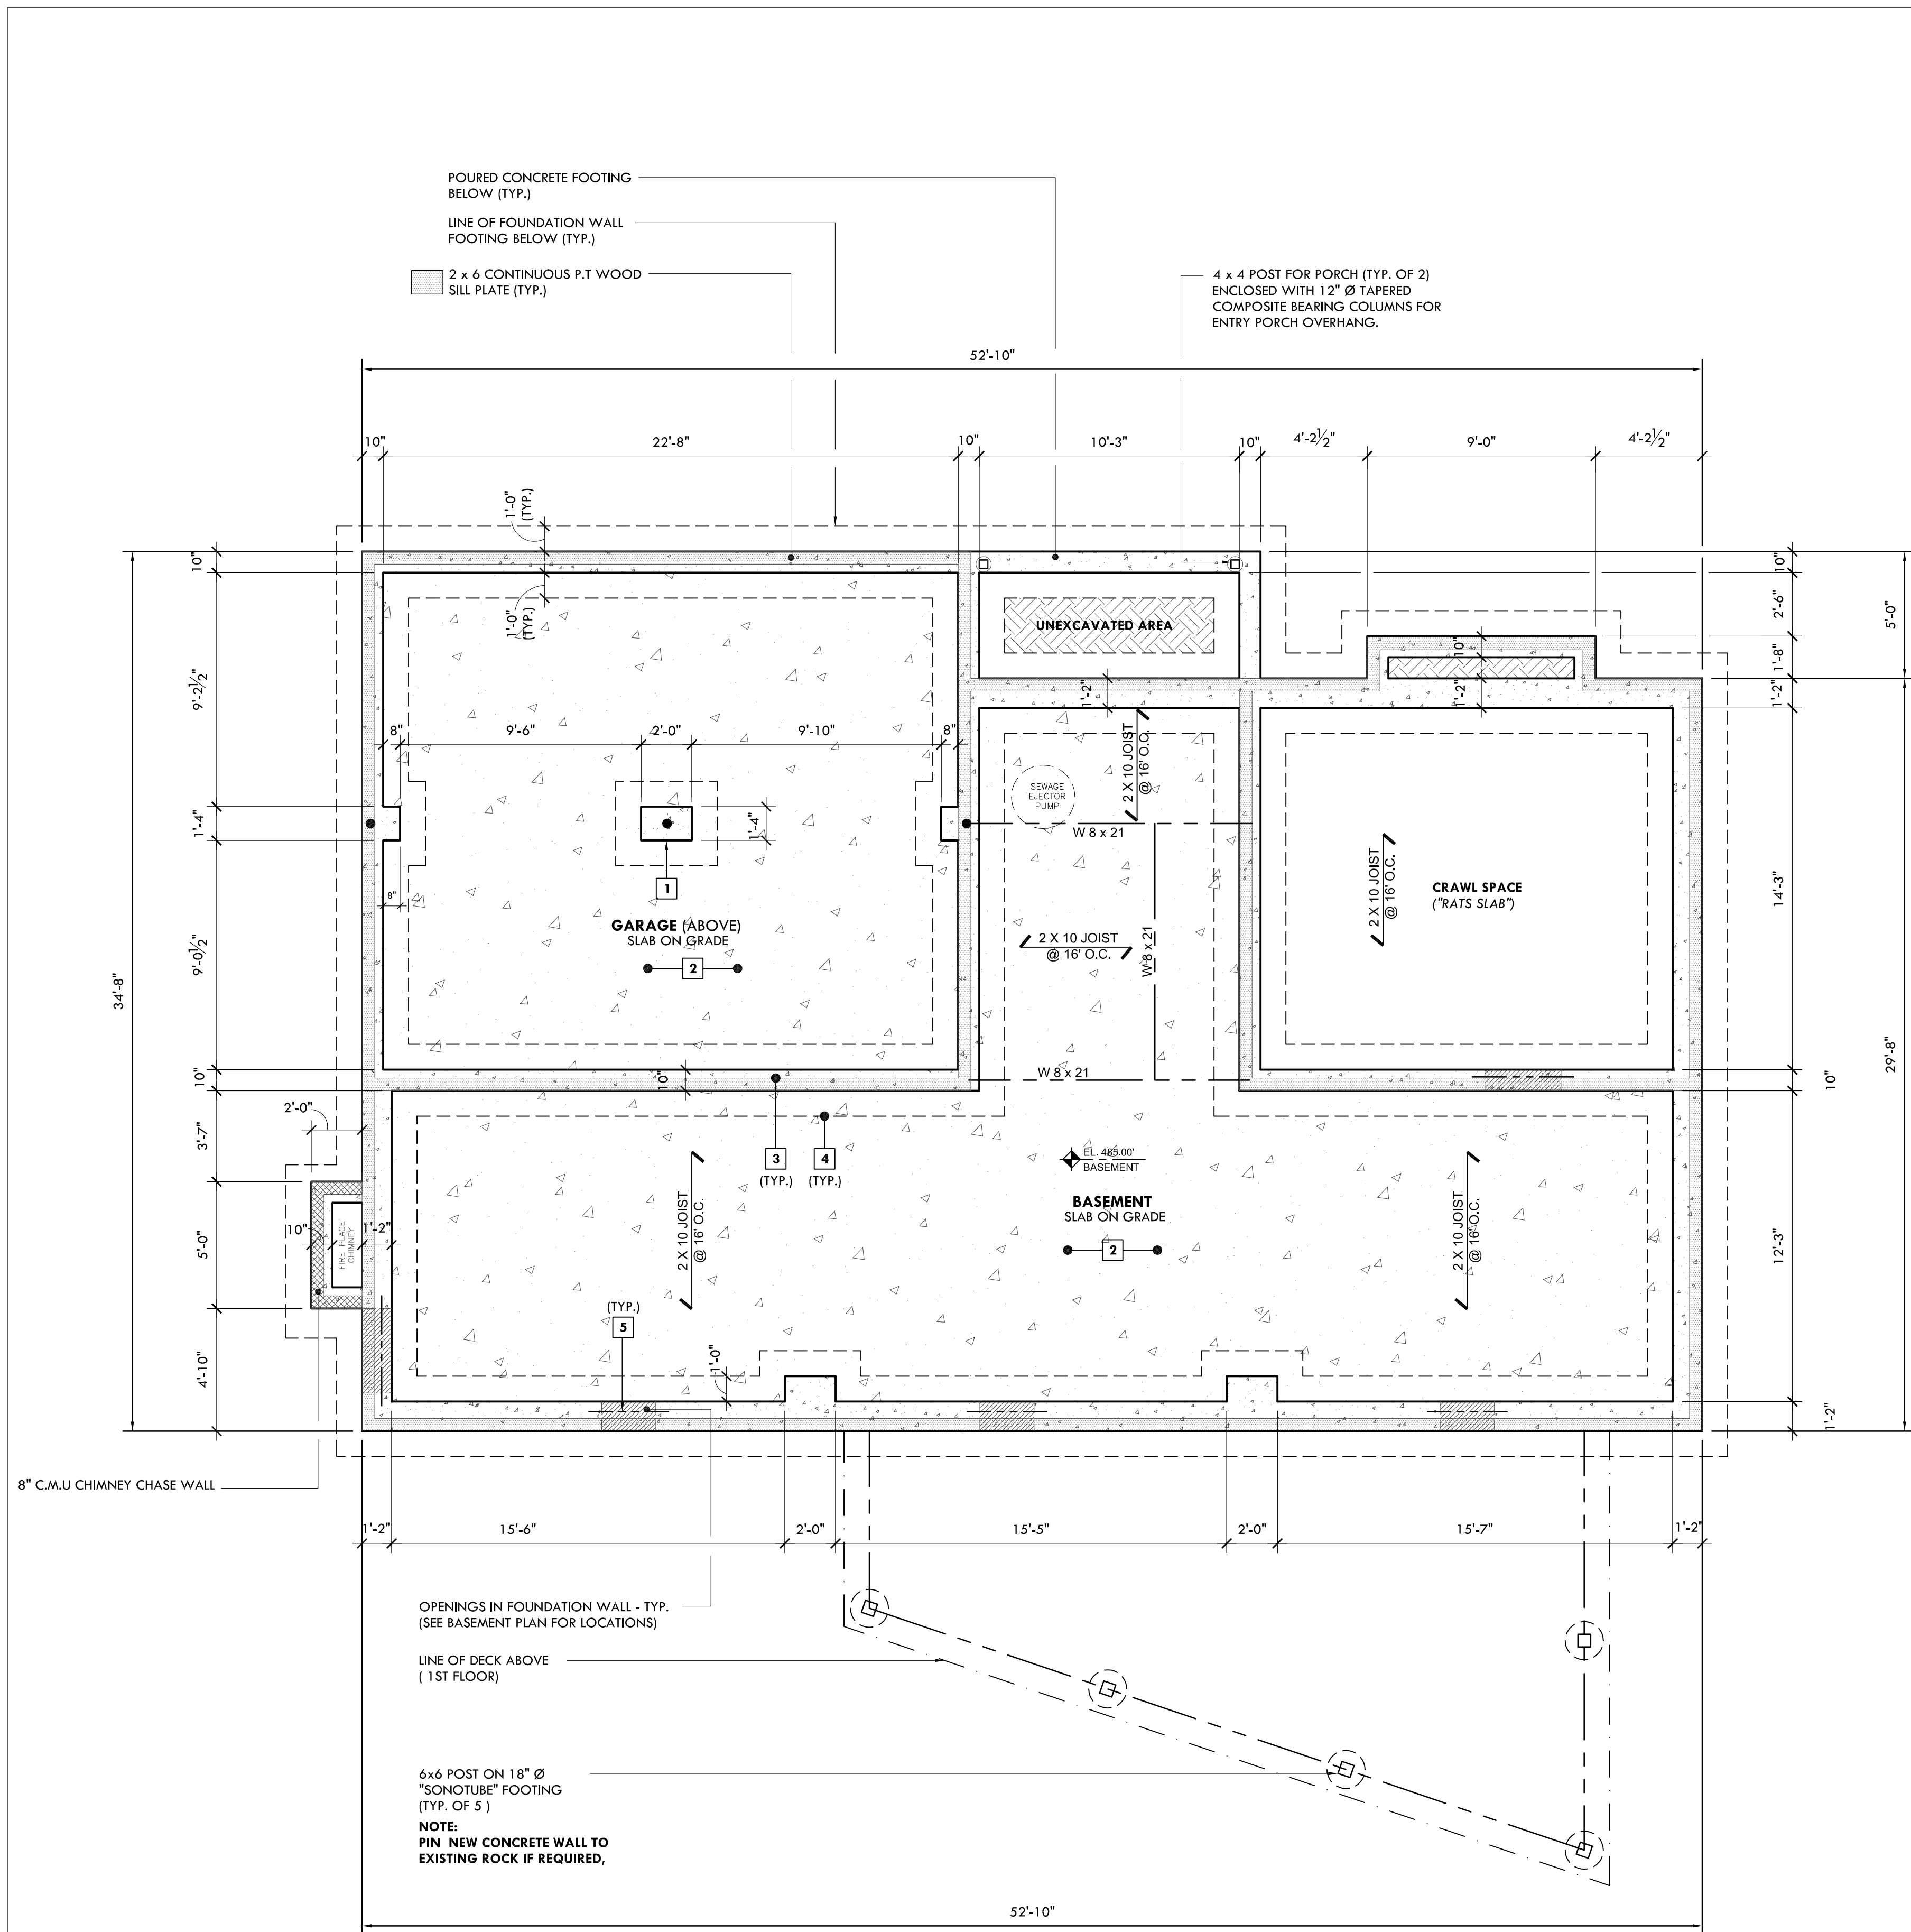 POURED CONCRETE FOOTING
BELOW (TYP.)
LINE OF FOUNDATION WALL
FOOTING BELOW (TYP.)
2 x 6 CONTINUOUS P.T WOOD
SILL PLATE (TYP.)
4 x 4 POST FOR PORCH (TYP. OF 2)
ENCLOSED WITH 12" Ø TAPERED
COMPOSITE BEARING COLUMNS FOR
ENTRY PORCH OVERHANG.
52'-10"
10"
22'-8"
10"
10'-3"
10"
4'-2½"
9'-0"
4'-2½"
1'-0"
(TYP.)
1'-0"
(TYP.)
10"
9'-2½"
1'-4"
9'-0½"
10"
3'-7"
5'-0"
4'-10"
34'-8"
10"
2'-6"
1'-8"
1'-2"
14'-3"
10"
12'-3"
1'-2"
5'-0"
29'-8"
UNEXCAVATED AREA
10"
1'-2"
1'-2"
8"
9'-6"
2'-0"
9'-10"
8"
1'-4"
8"
1
GARAGE (ABOVE)
SLAB ON GRADE
2
SEWAGE
EJECTOR
PUMP
2 X 10 JOIST
@ 16' O.C.
W 8 x 21
2 X 10 JOIST
@ 16' O.C.
W 8 x 21
2 X 10 JOIST
@ 16' O.C.
CRAWL SPACE
("RATS SLAB")
W 8 x 21
10"
2'-0"
3
(TYP.)
4
(TYP.)
EL. 485.00'
BASEMENT
BASEMENT
SLAB ON GRADE
2
2 X 10 JOIST
@ 16' O.C.
2 X 10 JOIST
@ 16' O.C.
10"
1'-2"
FIRE PLACE
CHIMNEY
(TYP.)
5
1'-0"
8" C.M.U CHIMNEY CHASE WALL
1'-2"
15'-6"
2'-0"
15'-5"
2'-0"
15'-7"
1'-2"
OPENINGS IN FOUNDATION WALL - TYP.
(SEE BASEMENT PLAN FOR LOCATIONS)
LINE OF DECK ABOVE
( 1ST FLOOR)
6x6 POST ON 18" Ø
"SONOTUBE" FOOTING
(TYP. OF 5 )
NOTE:
PIN NEW CONCRETE WALL TO
EXISTING ROCK IF REQUIRED,
52'-10"